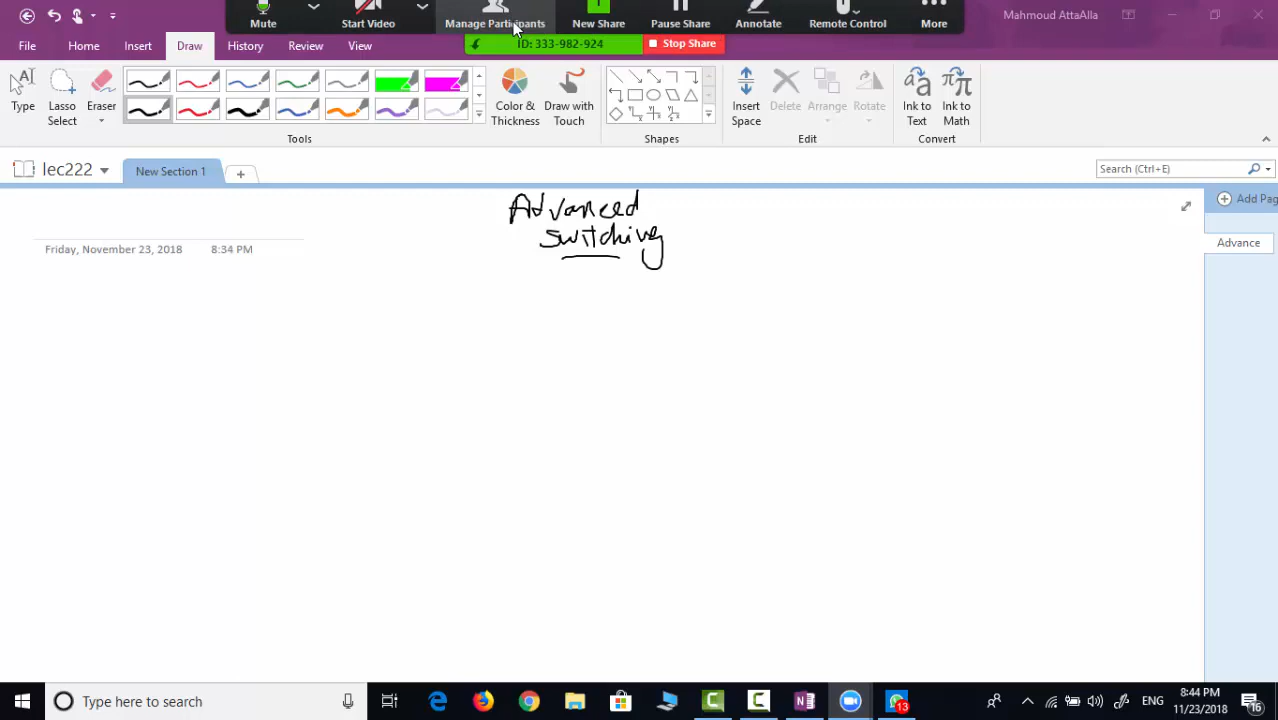 Mute Start Video Manage Participants New Share Pause Share Annotate Remote Control More Mahmoud AttaAlla
ID: 333-982-924 Stop Share
File Home Insert Draw History Review View
Type Lasso Select Eraser Color & Thickness Draw with Touch Insert Space Delete Arrange Rotate Ink to Text Ink to Math
Tools Shapes Edit Convert
lec222 New Section 1 Search (Ctrl+E)
Add Pag
Advanced
switching
Advance
Friday, November 23, 2018 8:34 PM
Type here to search 13 ENG 8:44 PM 11/23/2018 16